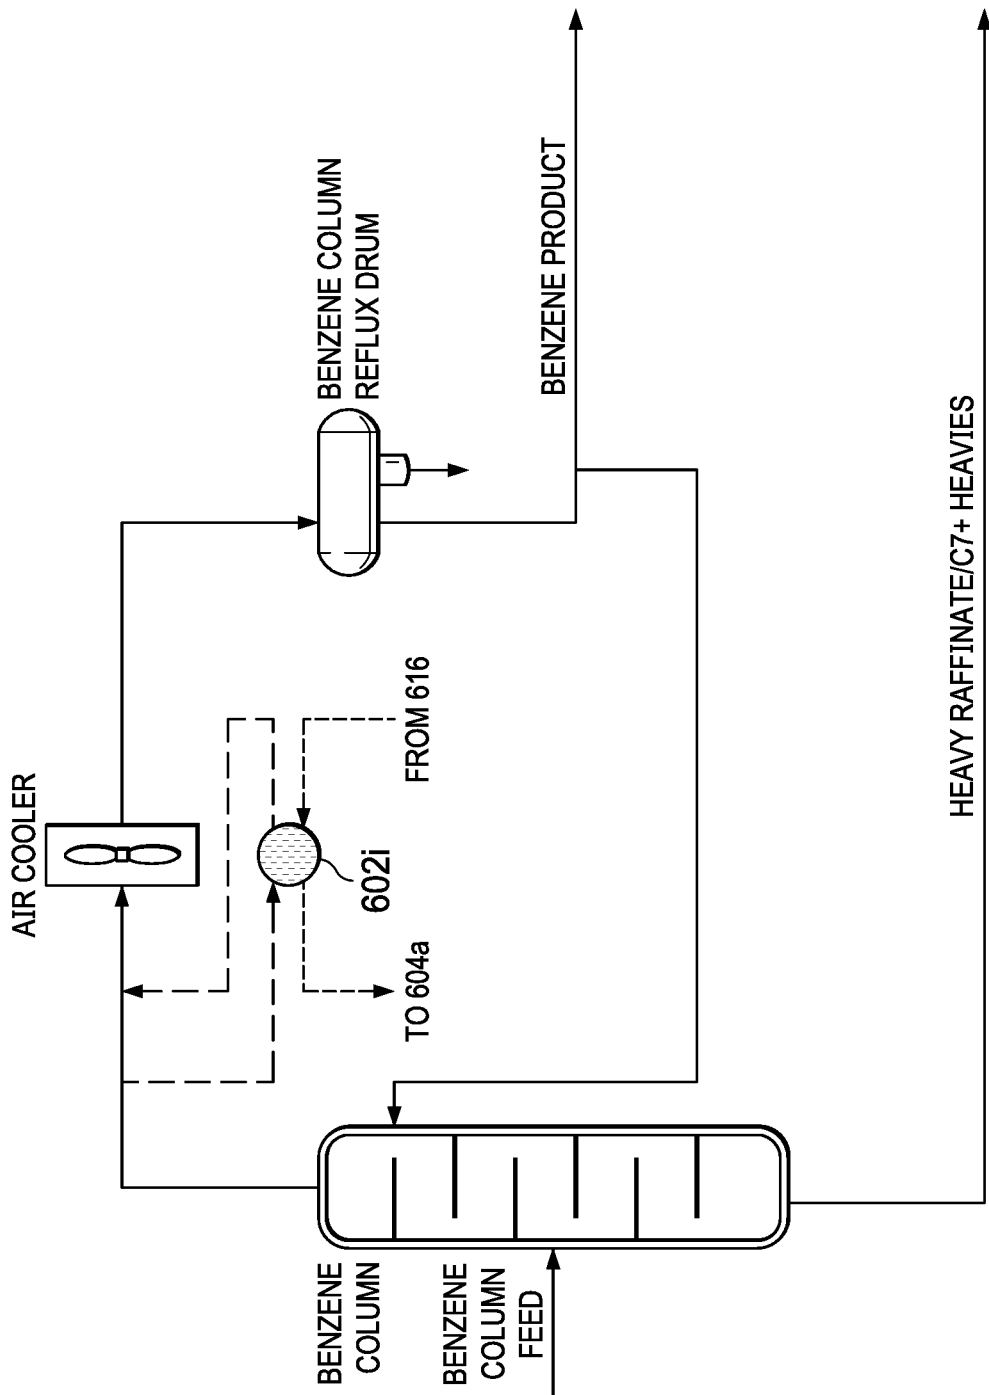 AIR COOLER
BENZENE COLUMN
REFLUX DRUM
FROM 616
602i
TO 604a
BENZENE PRODUCT
BENZENE
COLUMN
BENZENE
COLUMN
FEED
HEAVY RAFFINATE/C7+ HEAVIES